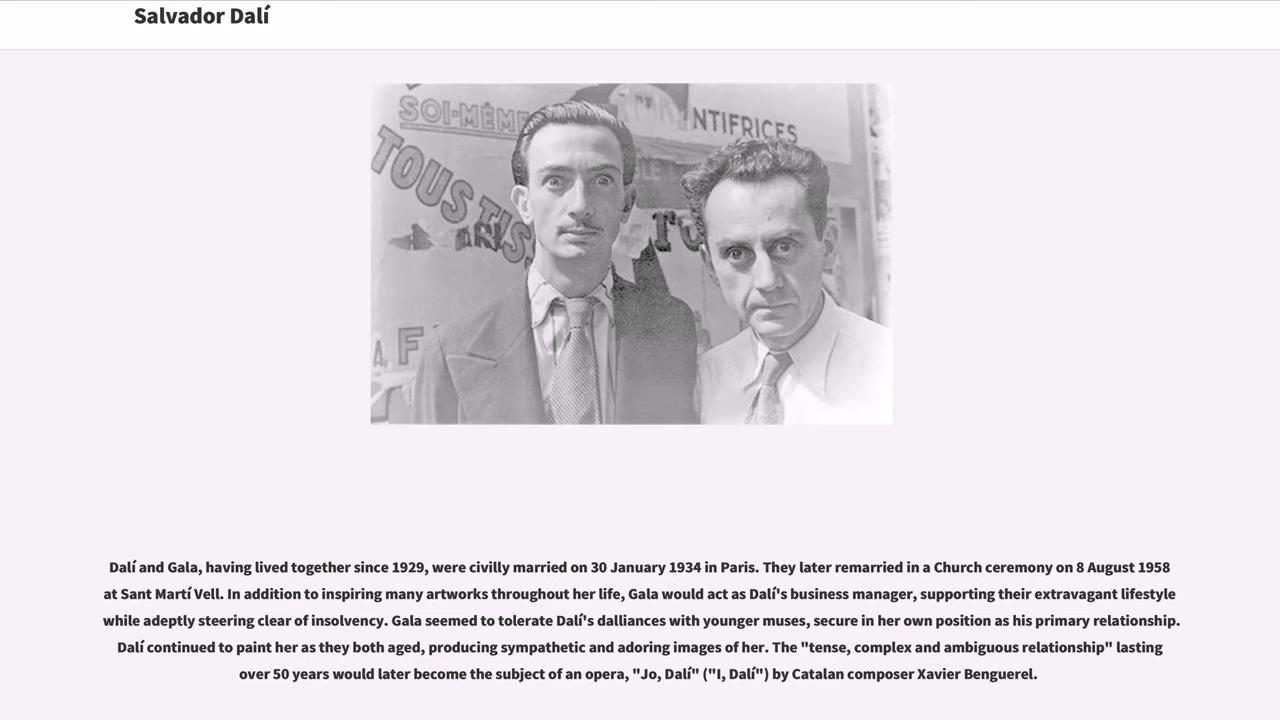 Salvador Dalí
SOI-MÊME
NTIFRICES
TOUS
Dalí and Gala, having lived together since 1929, were civilly married on 30 January 1934 in Paris. They later remarried in a Church ceremony on 8 August 1958
at Sant Martí Vell. In addition to inspiring many artworks throughout her life, Gala would act as Dalí's business manager, supporting their extravagant lifestyle
while adeptly steering clear of insolvency. Gala seemed to tolerate Dalí's dalliances with younger muses, secure in her own position as his primary relationship.
Dalí continued to paint her as they both aged, producing sympathetic and adoring images of her. The "tense, complex and ambiguous relationship" lasting
over 50 years would later become the subject of an opera, "Jo, Dalí" ("I, Dalí") by Catalan composer Xavier Benguerel.